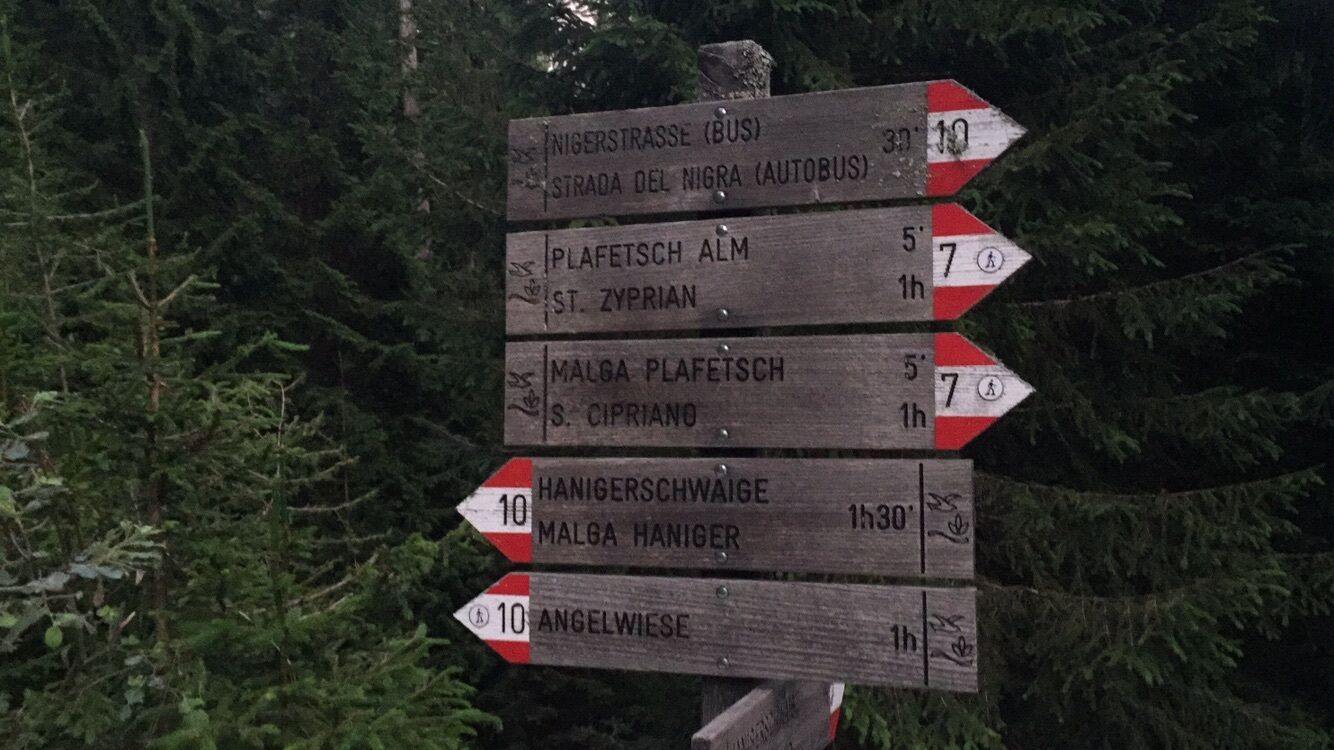 NIGERSTRASSE (BUS) 30' 10
STRADA DEL NIGRA (AUTOBUS)
PLAFETSCH ALM 5' 7
ST. ZYPRIAN 1h
MALGA PLAFETSCH 5' 7
S. CIPRIANO 1h
10 HANIGERSCHWAIGE 1h30'
MALGA HANIGER
10 ANGELWIESE 1h